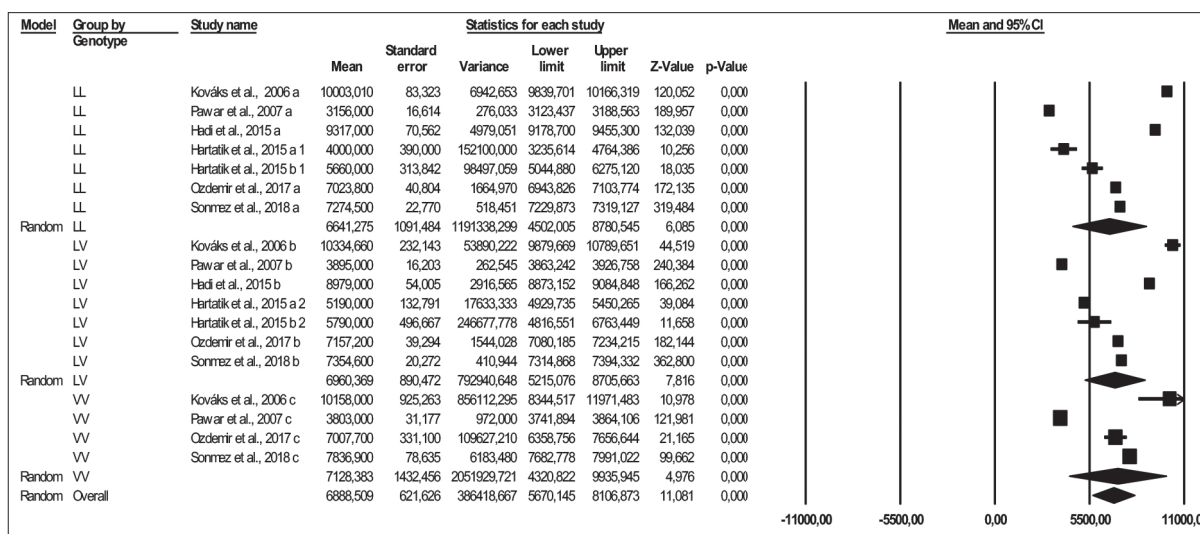 Model Group by Study name Statistics for each study Mean and 95% CI
Genotype
Standard Lower Upper
Mean error Variance limit limit Z-Value p-Value
LL Kováks et al., 2006 a 10003,010 83,323 6942,653 9839,701 10166,319 120,052 0,000
LL Pawar et al., 2007 a 3156,000 16,614 276,033 3123,437 3188,563 189,957 0,000
LL Hadi et al., 2015 a 9317,000 70,562 4979,051 9178,700 9455,300 132,039 0,000
LL Hartatik et al., 2015 a 1 4000,000 390,000 152100,000 3235,614 4764,386 10,256 0,000
LL Hartatik et al., 2015 b 1 5660,000 313,842 98497,059 5044,880 6275,120 18,035 0,000
LL Ozdemir et al., 2017 a 7023,800 40,804 1664,970 6943,826 7103,774 172,135 0,000
LL Sonmez et al., 2018 a 7274,500 22,770 518,451 7229,873 7319,127 319,484 0,000
Random LL 6641,275 1091,484 1191338,299 4502,005 8780,545 6,085 0,000
LV Kováks et al., 2006 b 10334,660 232,143 53890,222 9879,669 10789,651 44,519 0,000
LV Pawar et al., 2007 b 3895,000 16,203 262,545 3863,242 3926,758 240,384 0,000
LV Hadi et al., 2015 b 8979,000 54,005 2916,565 8873,152 9084,848 166,262 0,000
LV Hartatik et al., 2015 a 2 5190,000 132,791 17633,333 4929,735 5450,265 39,084 0,000
LV Hartatik et al., 2015 b 2 5790,000 496,667 246677,778 4816,551 6763,449 11,658 0,000
LV Ozdemir et al., 2017 b 7157,200 39,294 1544,028 7080,185 7234,215 182,144 0,000
LV Sonmez et al., 2018 b 7354,600 20,272 410,944 7314,868 7394,332 362,800 0,000
Random LV 6960,369 890,472 792940,648 5215,076 8705,663 7,816 0,000
VV Kováks et al., 2006 c 10158,000 925,263 856112,295 8344,517 11971,483 10,978 0,000
VV Pawar et al., 2007 c 3803,000 31,177 972,000 3741,894 3864,106 121,981 0,000
VV Ozdemir et al., 2017 c 7007,700 331,100 109627,210 6358,756 7656,644 21,165 0,000
VV Sonmez et al., 2018 c 7836,900 78,635 6183,480 7682,778 7991,022 99,662 0,000
Random VV 7128,383 1432,456 2051929,721 4320,822 9935,945 4,976 0,000
Random Overall 6888,509 621,626 386418,667 5670,145 8106,873 11,081 0,000
-11000,00 -5500,00 0,00 5500,00 11000,00